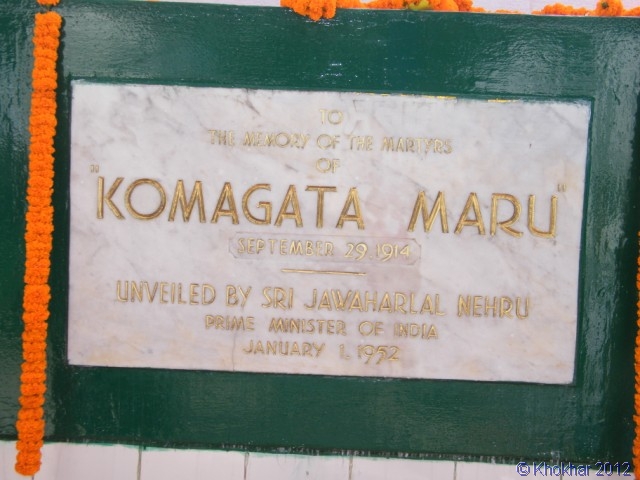 TO
THE MEMORY OF THE MARTYRS
OF
"KOMAGATA MARU"
SEPTEMBER 29, 1914
UNVEILED BY SRI JAWAHARLAL NEHRU
PRIME MINISTER OF INDIA
JANUARY 1, 1952
© Khokhar 2012